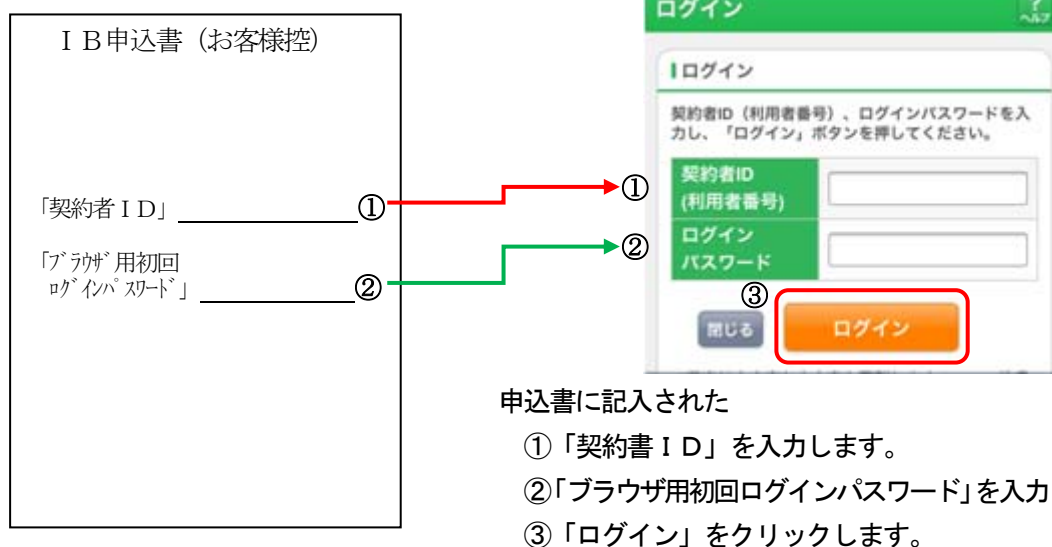 ＩＢ申込書（お客様控）
「契約者ＩＤ」 ①
「ﾌﾞﾗｳｻﾞ用初回
ﾛｸﾞｲﾝﾊﾟｽﾜｰﾄﾞ」 ②
ログイン
?
ヘルプ
ログイン
契約者ID（利用者番号）、ログインパスワードを入
力し、「ログイン」ボタンを押してください。
① 契約者ID
(利用者番号)
② ログイン
パスワード
③
閉じる ログイン
申込書に記入された
①「契約書ＩＤ」を入力します。
②「ブラウザ用初回ログインパスワード」を入力
③「ログイン」をクリックします。